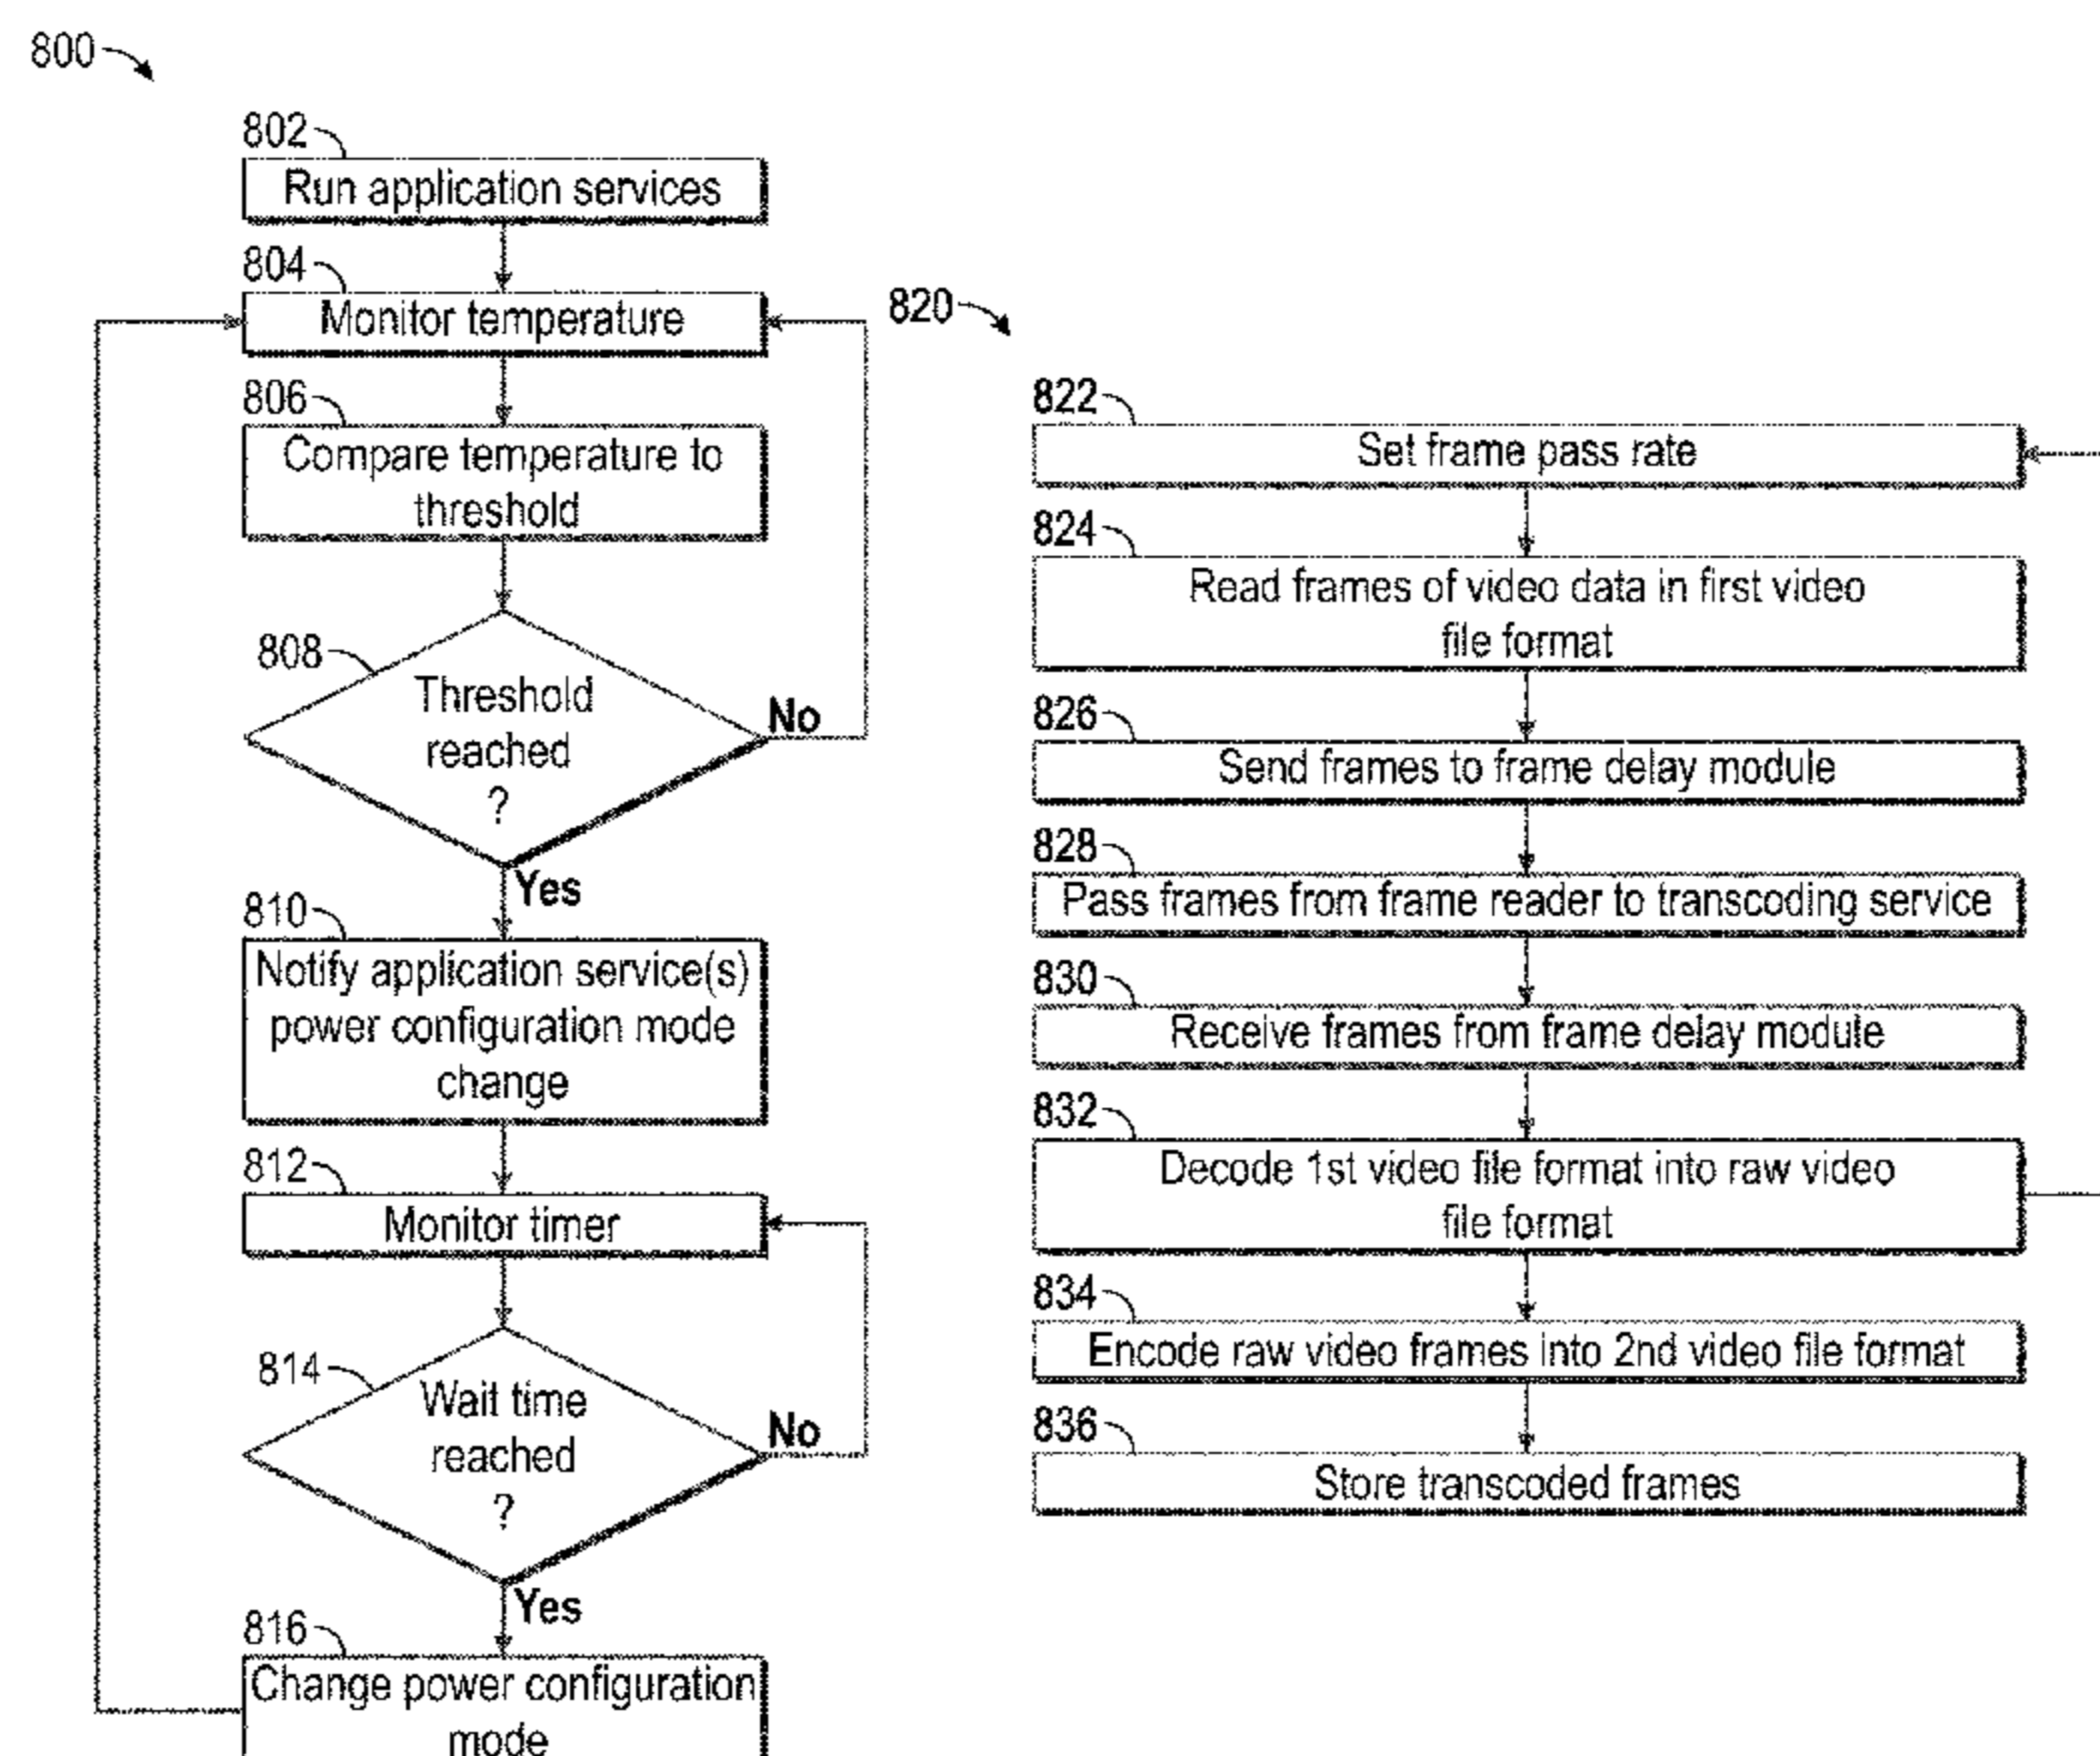 800
802
Run application services
804
Monitor temperature
806
Compare temperature to
threshold
808
Threshold
reached
?
No
Yes
810
Notify application service(s)
power configuration mode
change
812
Monitor timer
814
Wait time
reached
?
No
Yes
816
Change power configuration
mode
820
822
Set frame pass rate
824
Read frames of video data in first video
file format
826
Send frames to frame delay module
828
Pass frames from frame reader to transcoding service
830
Receive frames from frame delay module
832
Decode 1st video file format into raw video
file format
834
Encode raw video frames into 2nd video file format
836
Store transcoded frames